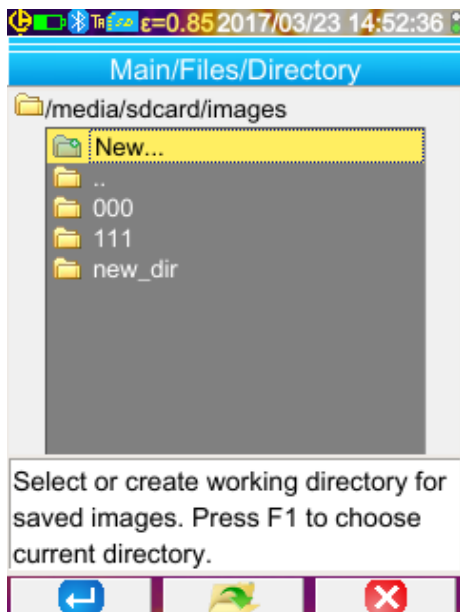 ε=0.85 2017/03/23 14:52:36
Main/Files/Directory
/media/sdcard/images
New...
..
000
111
new_dir
Select or create working directory for
saved images. Press F1 to choose
current directory.